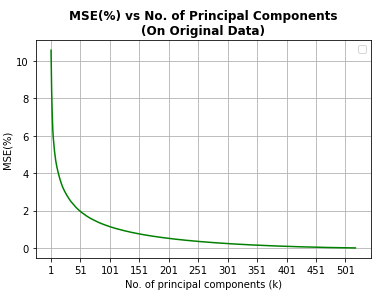 MSE(%) vs No. of Principal Components
(On Original Data)
10
8
6
4
2
0
MSE(%)
1 51 101 151 201 251 301 351 401 451 501
No. of principal components (k)